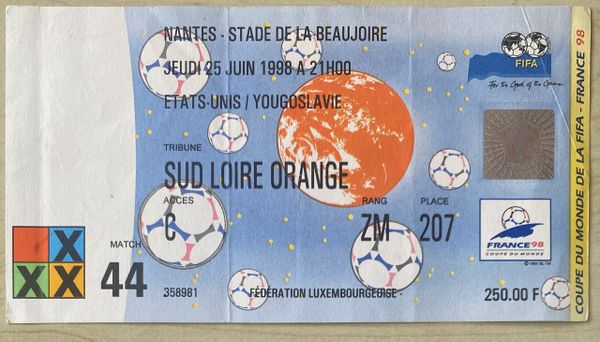 NANTES - STADE DE LA BEAUJOIRE
JEUDI 25 JUIN 1998 A 21H00
ETATS-UNIS / YOUGOSLAVIE
FIFA
For the Good of the Game
TRIBUNE
SUD LOIRE ORANGE
ACCES
C
RANG
ZM
PLACE
207
FRANCE 98
COUPE DU MONDE
X
XXX
MATCH
44
358981
FÉDÉRATION LUXEMBOURGEOISE -
250.00 F
COUPE DU MONDE DE LA FIFA - FRANCE 98